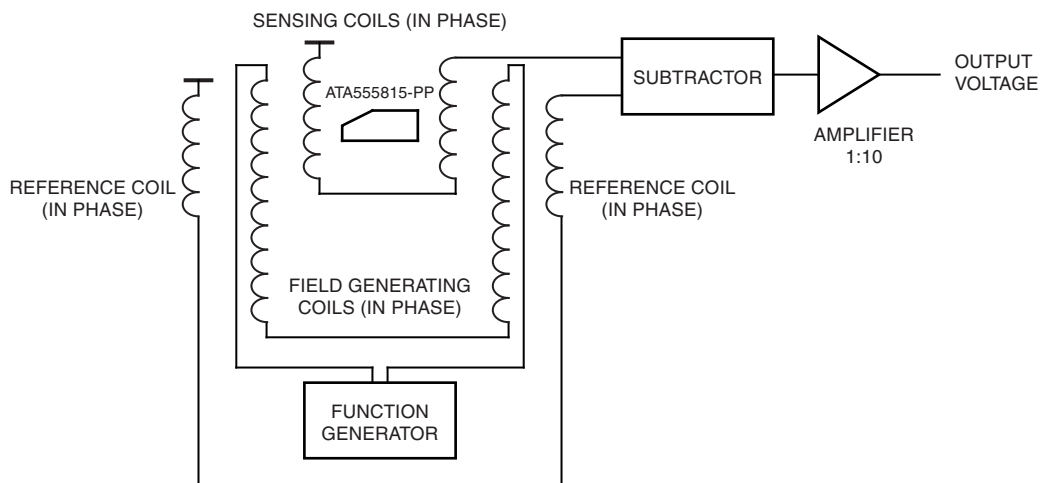 SENSING COILS (IN PHASE)
ATA555815-PP
SUBTRACTOR
OUTPUT
VOLTAGE
AMPLIFIER
1:10
REFERENCE COIL
(IN PHASE)
REFERENCE COIL
(IN PHASE)
FIELD GENERATING
COILS (IN PHASE)
FUNCTION
GENERATOR